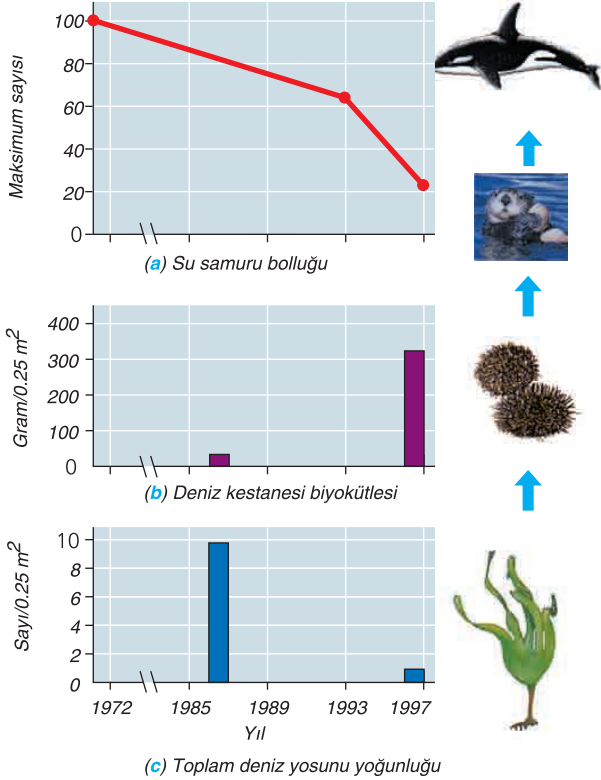 Maksimum sayısı
100
80
60
40
20
0
(a) Su samuru bolluğu
Gram/0.25 m²
400
300
200
100
0
(b) Deniz kestanesi biyokütlesi
Sayı/0.25 m²
10
8
6
4
2
0
1972 1985 1989 1993 1997
Yıl
(c) Toplam deniz yosunu yoğunluğu